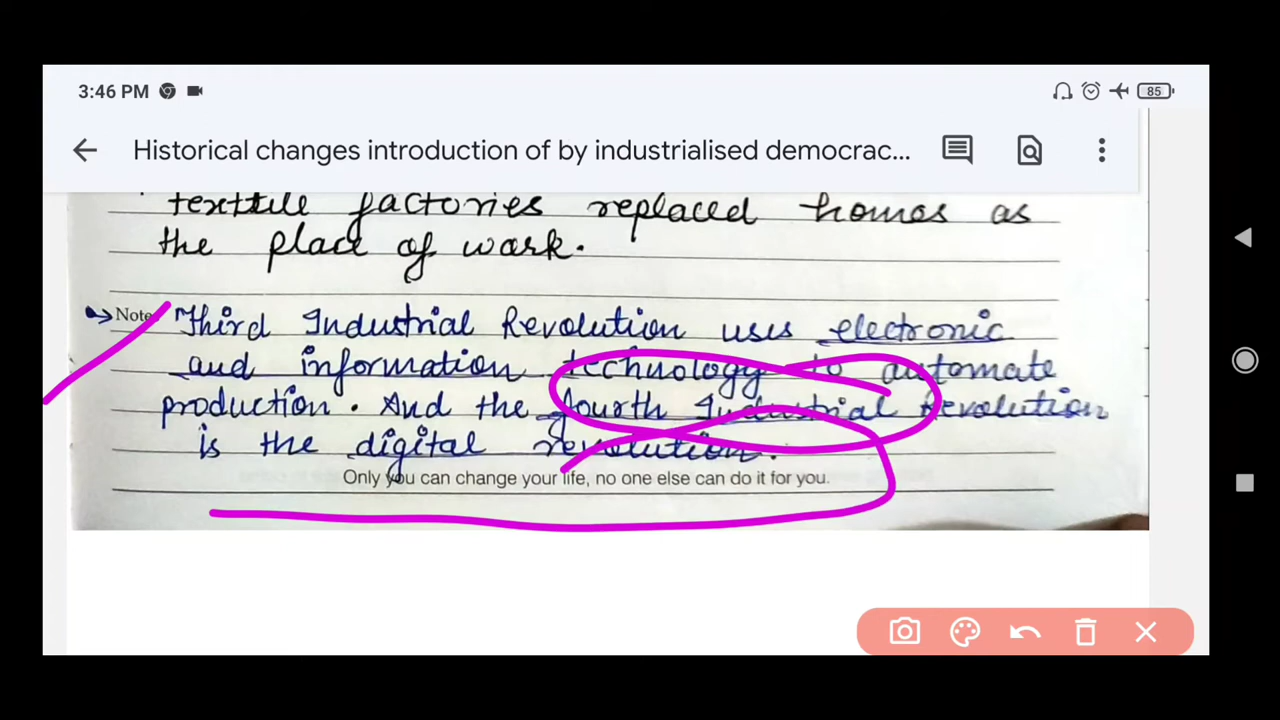 3:46 PM 85
Historical changes introduction of by industrialised democrac...
textile factories replaced homes as
the place of work.
Note Third Industrial Revolution uses electronic
and information technology to automate
production. And the fourth Industrial Revolution
is the digital revolution.
Only you can change your life, no one else can do it for you.